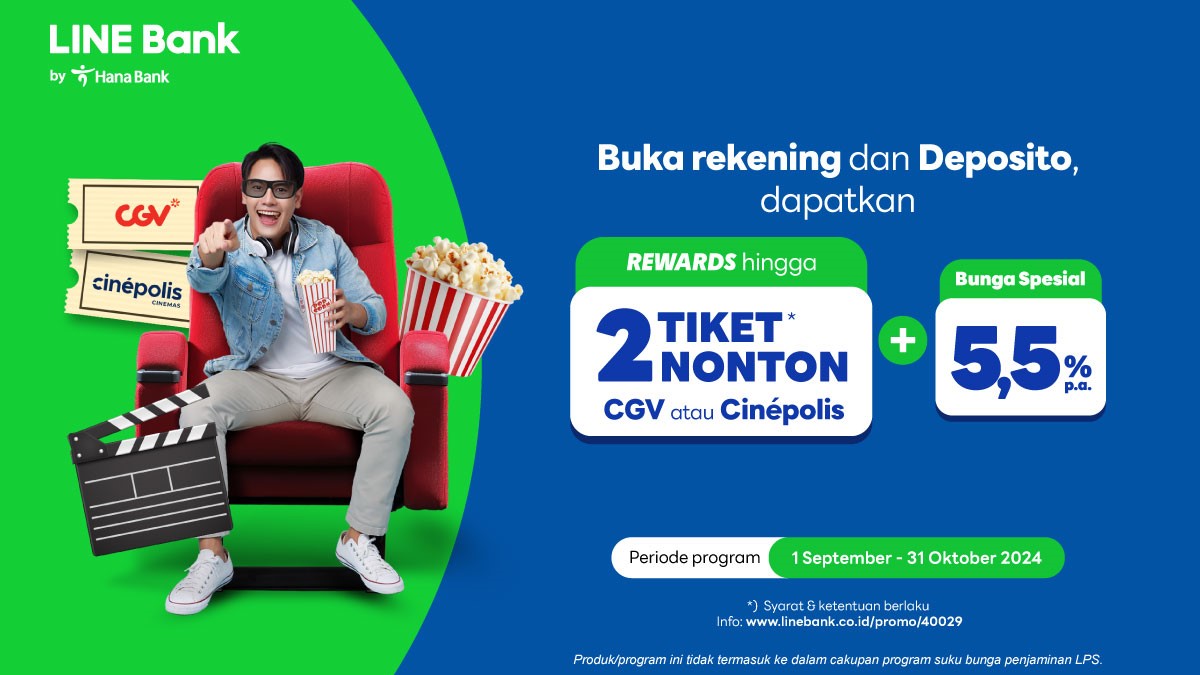 LINE Bank
by Hana Bank
CGV
cinépolis
CINEMAS
Buka rekening dan Deposito,
dapatkan
REWARDS hingga
2 TIKET*
NONTON
CGV atau Cinépolis
+
Bunga Spesial
5,5%
p.a.
Periode program 1 September - 31 Oktober 2024
*) Syarat & ketentuan berlaku
Info: www.linebank.co.id/promo/40029
Produk/program ini tidak termasuk ke dalam cakupan program suku bunga penjaminan LPS.